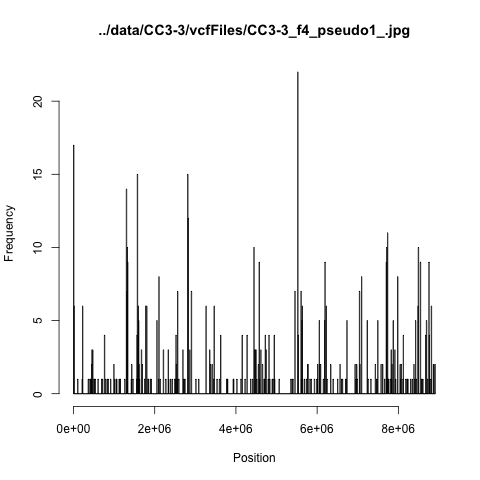 ../data/CC3-3/vcfFiles/CC3-3_f4_pseudo1_.jpg
Frequency
20
15
10
5
0
0e+00 2e+06 4e+06 6e+06 8e+06
Position